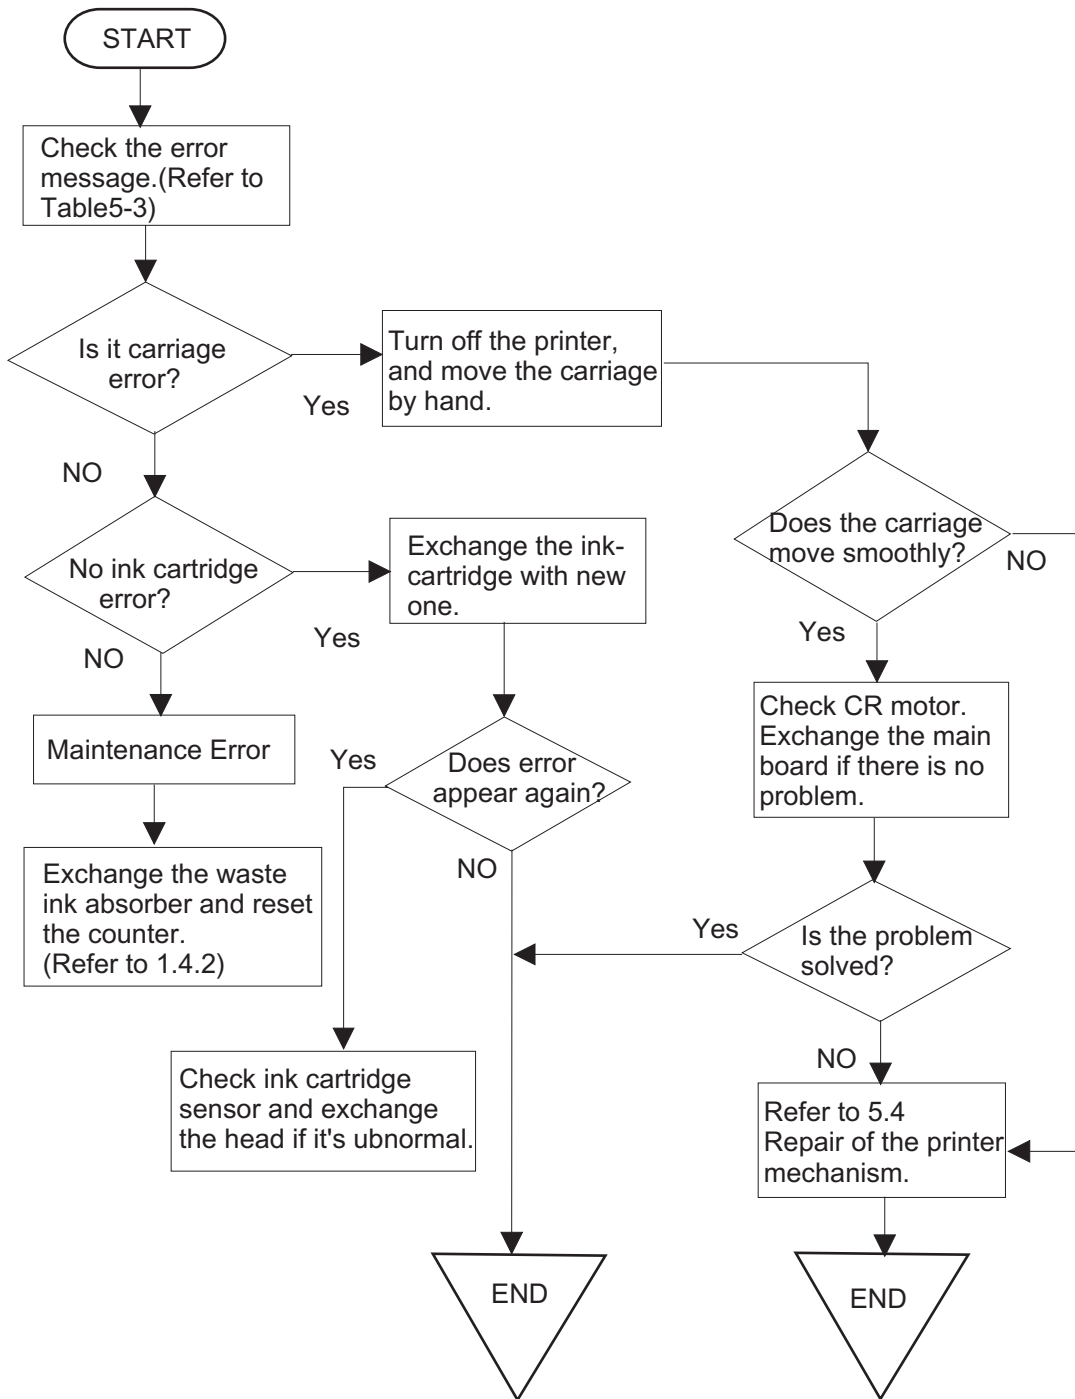 START
Check the error
message.(Refer to
Table5-3)
Is it carriage
error?
Yes
Turn off the printer,
and move the carriage
by hand.
NO
Does the carriage
move smoothly?
NO
No ink cartridge
error?
Yes
Exchange the ink-
cartridge with new
one.
Yes
NO
Check CR motor.
Exchange the main
board if there is no
problem.
Maintenance Error
Yes
Does error
appear again?
NO
Exchange the waste
ink absorber and reset
the counter.
(Refer to 1.4.2)
Yes
Is the problem
solved?
NO
Check ink cartridge
sensor and exchange
the head if it's ubnormal.
Refer to 5.4
Repair of the printer
mechanism.
END
END